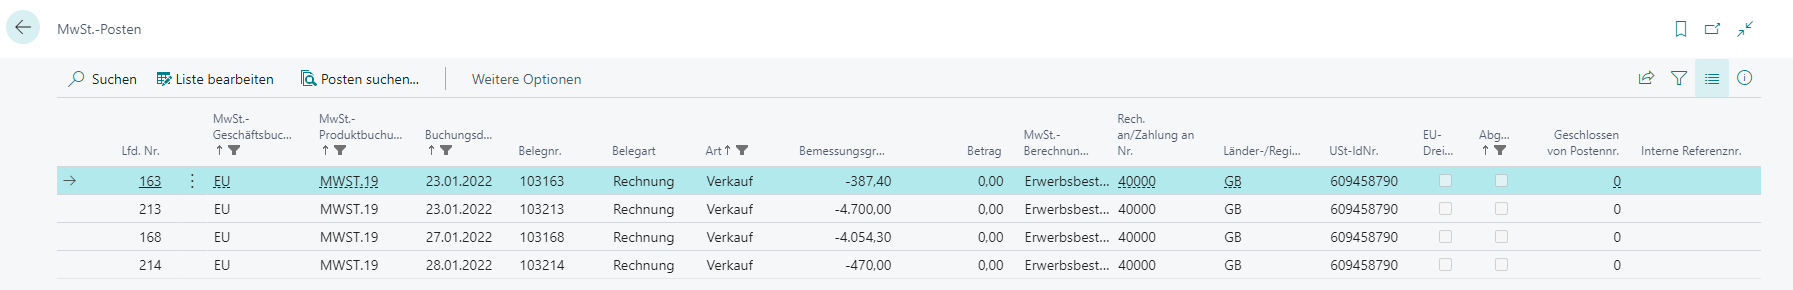 MwSt.-Posten
Suchen Liste bearbeiten Posten suchen... Weitere Optionen
Lfd. Nr. MwSt.-Geschäftsbuc... MwSt.-Produktbuchu... Buchungsd... Belegnr. Belegart Art Bemessungsgr... Betrag MwSt.-Berechnun... Rech. an/Zahlung an Nr. Länder-/Regi... USt-IdNr. EU-Drei... Abg... Geschlossen von Postennr. Interne Referenznr.
163 EU MWST.19 23.01.2022 103163 Rechnung Verkauf -387,40 0,00 Erwerbsbest... 40000 GB 609458790 0
213 EU MWST.19 23.01.2022 103213 Rechnung Verkauf -4.700,00 0,00 Erwerbsbest... 40000 GB 609458790 0
168 EU MWST.19 27.01.2022 103168 Rechnung Verkauf -4.054,30 0,00 Erwerbsbest... 40000 GB 609458790 0
214 EU MWST.19 28.01.2022 103214 Rechnung Verkauf -470,00 0,00 Erwerbsbest... 40000 GB 609458790 0